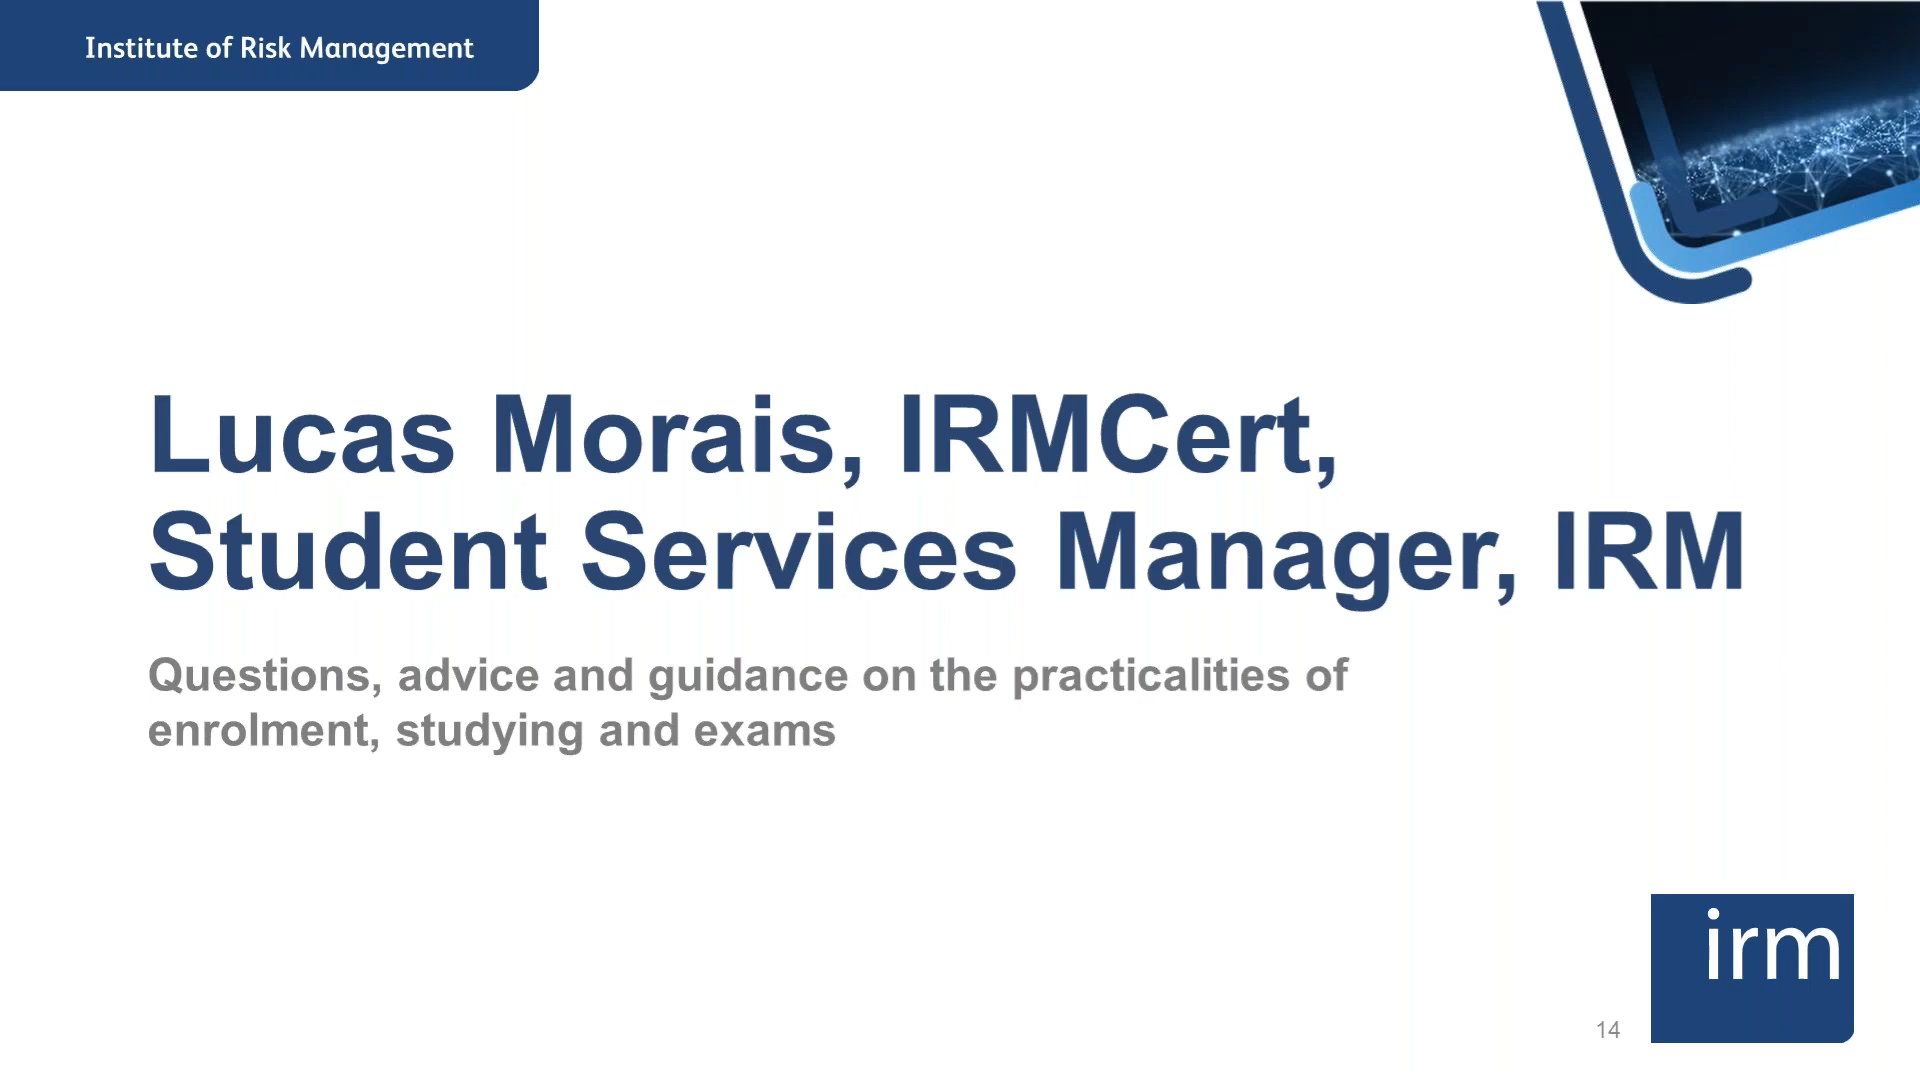 Institute of Risk Management
Lucas Morais, IRMCert,
Student Services Manager, IRM
Questions, advice and guidance on the practicalities of
enrolment, studying and exams
irm
14